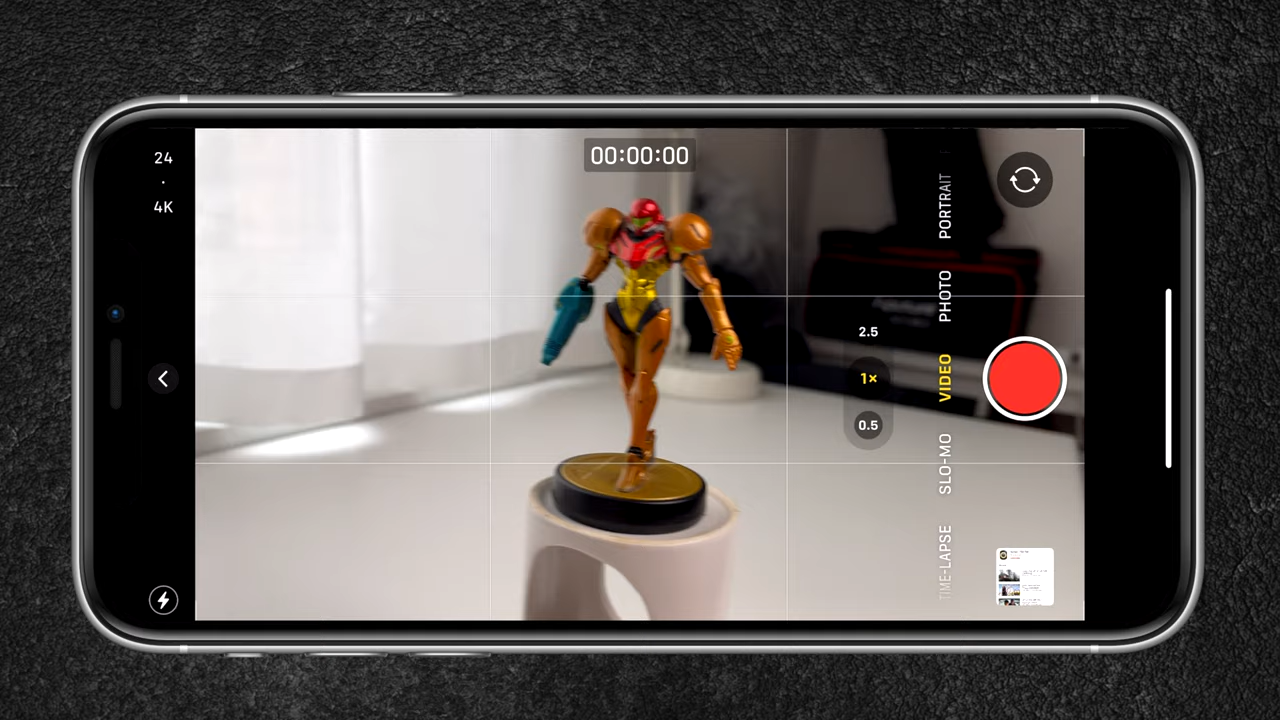 24
·
4K
00:00:00
2.5
1×
0.5
PORTRAIT
PHOTO
VIDEO
SLO-MO
TIME-LAPSE